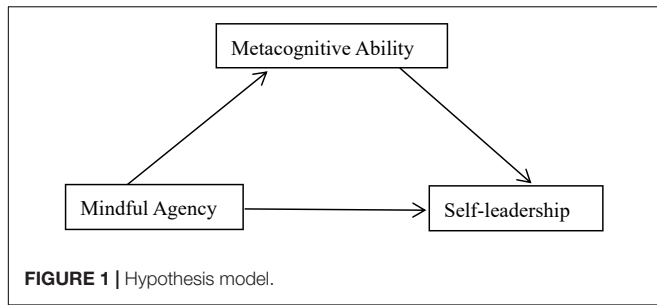 Metacognitive Ability
Mindful Agency
Self-leadership
FIGURE 1 | Hypothesis model.